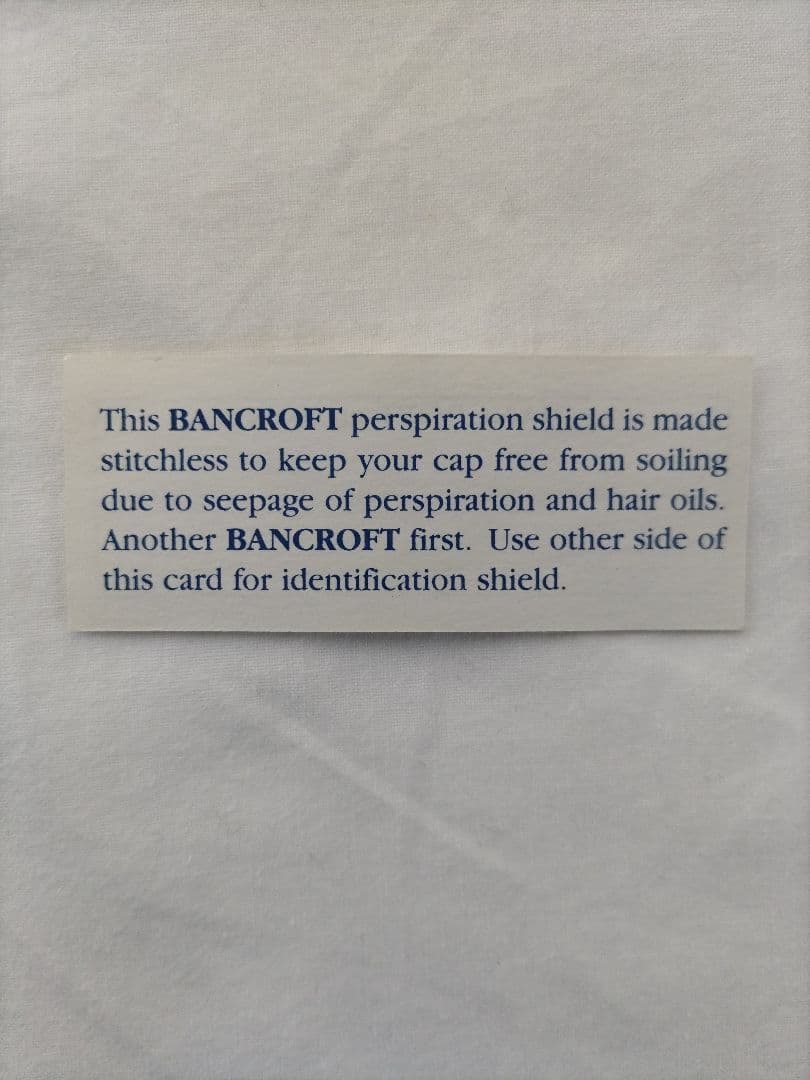 This BANCROFT perspiration shield is made
stitchless to keep your cap free from soiling
due to seepage of perspiration and hair oils.
Another BANCROFT first. Use other side of
this card for identification shield.